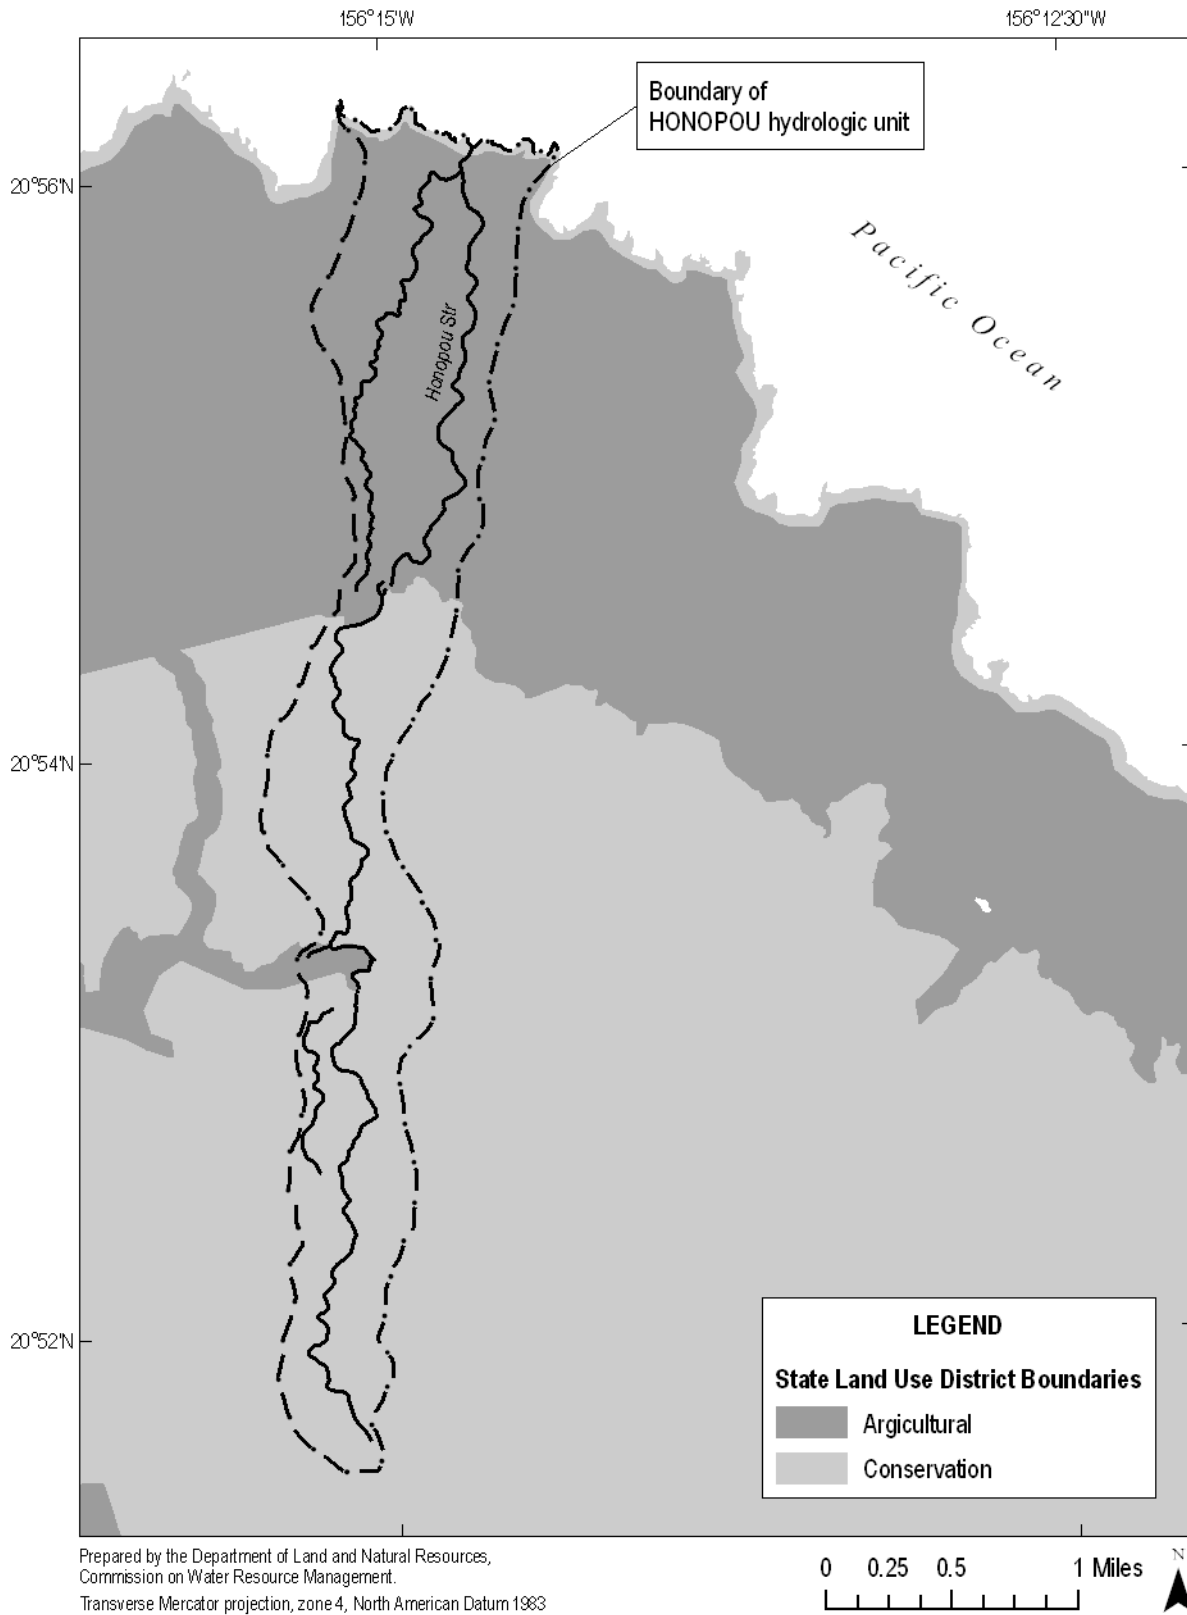 156°15'W
156°12'30"W
Boundary of
HONOPOU hydrologic unit
20°56'N
Pacific Ocean
Honopou Str
20°54'N
20°52'N
LEGEND
State Land Use District Boundaries
Argicultural
Conservation
Prepared by the Department of Land and Natural Resources,
Commission on Water Resource Management.
Transverse Mercator projection, zone 4, North American Datum 1983
0 0.25 0.5 1 Miles
N